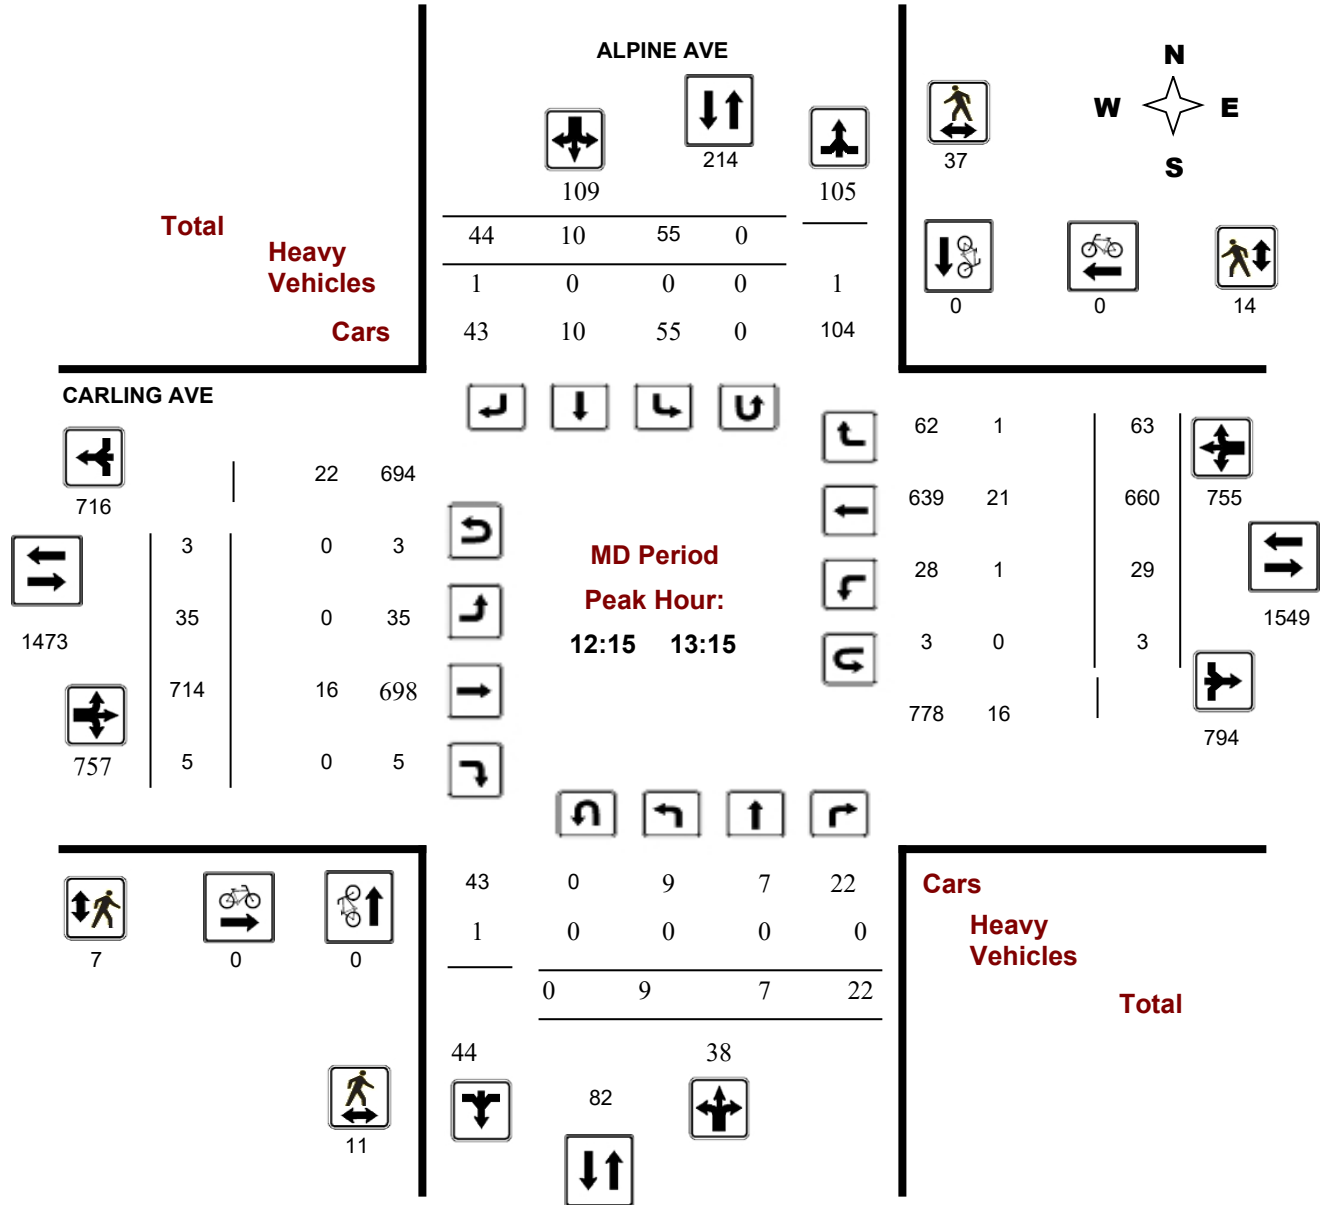 ALPINE AVE
N
W E
S
214
37
109
105
Total
44 10 55 0
Heavy
Vehicles
1 0 0 0 1
0 0 14
Cars
43 10 55 0 104
CARLING AVE
62 1 63
22 694
716
639 21 660 755
3 0 3
MD Period
28 1 29
Peak Hour:
35 0 35
1549
1473
12:15 13:15
3 0 3
714 16 698
778 16
794
757 5 0 5
43 0 9 7 22
Cars
1 0 0 0 0
Heavy
Vehicles
7 0 0
0 9 7 22
Total
44 38
82
11